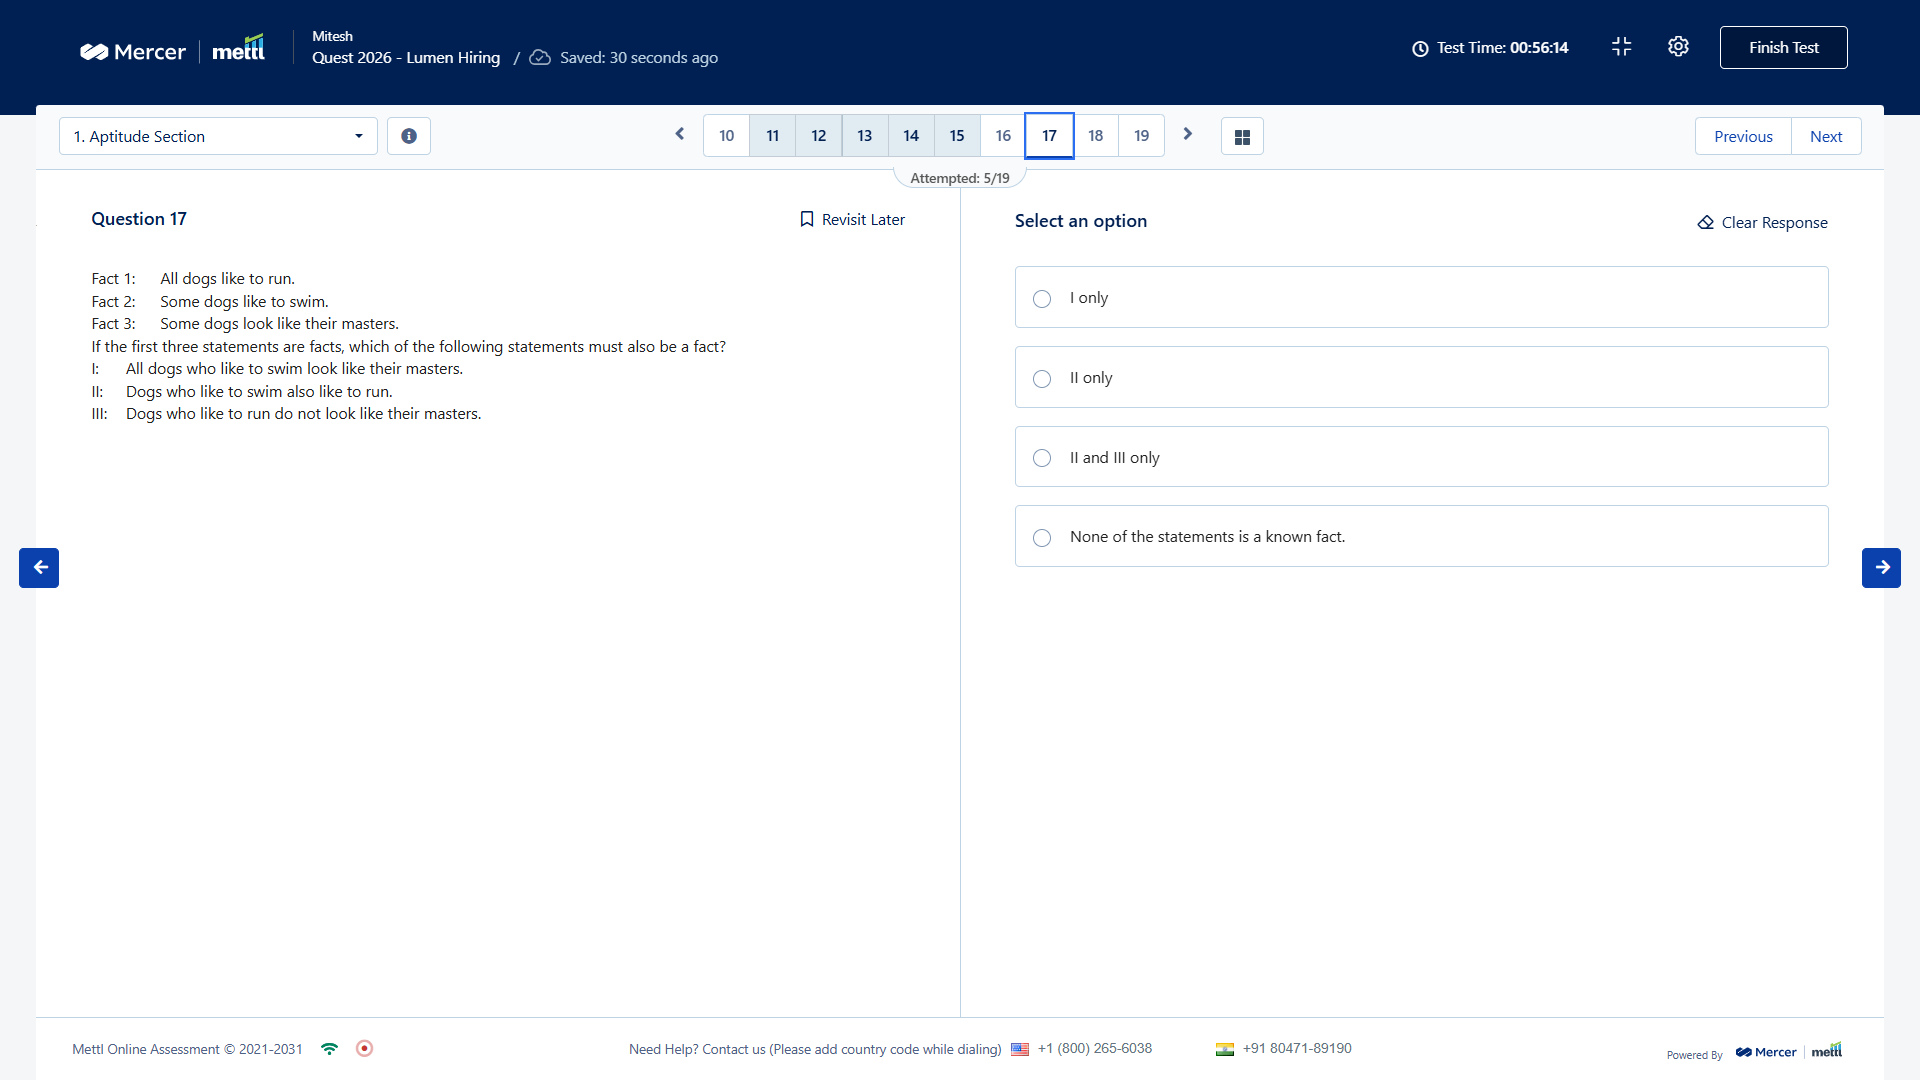 Mercer | mettl
Mitesh
Quest 2026 - Lumen Hiring / Saved: 30 seconds ago
Test Time: 00:56:14
Finish Test
1. Aptitude Section
10 11 12 13 14 15 16 17 18 19
Previous Next
Attempted: 5/19
Question 17
Revisit Later
Fact 1: All dogs like to run.
Fact 2: Some dogs like to swim.
Fact 3: Some dogs look like their masters.
If the first three statements are facts, which of the following statements must also be a fact?
I: All dogs who like to swim look like their masters.
II: Dogs who like to swim also like to run.
III: Dogs who like to run do not look like their masters.
Select an option
Clear Response
I only
II only
II and III only
None of the statements is a known fact.
Mettl Online Assessment © 2021-2031
Need Help? Contact us (Please add country code while dialing) +1 (800) 265-6038 +91 80471-89190
Powered By Mercer | mettl